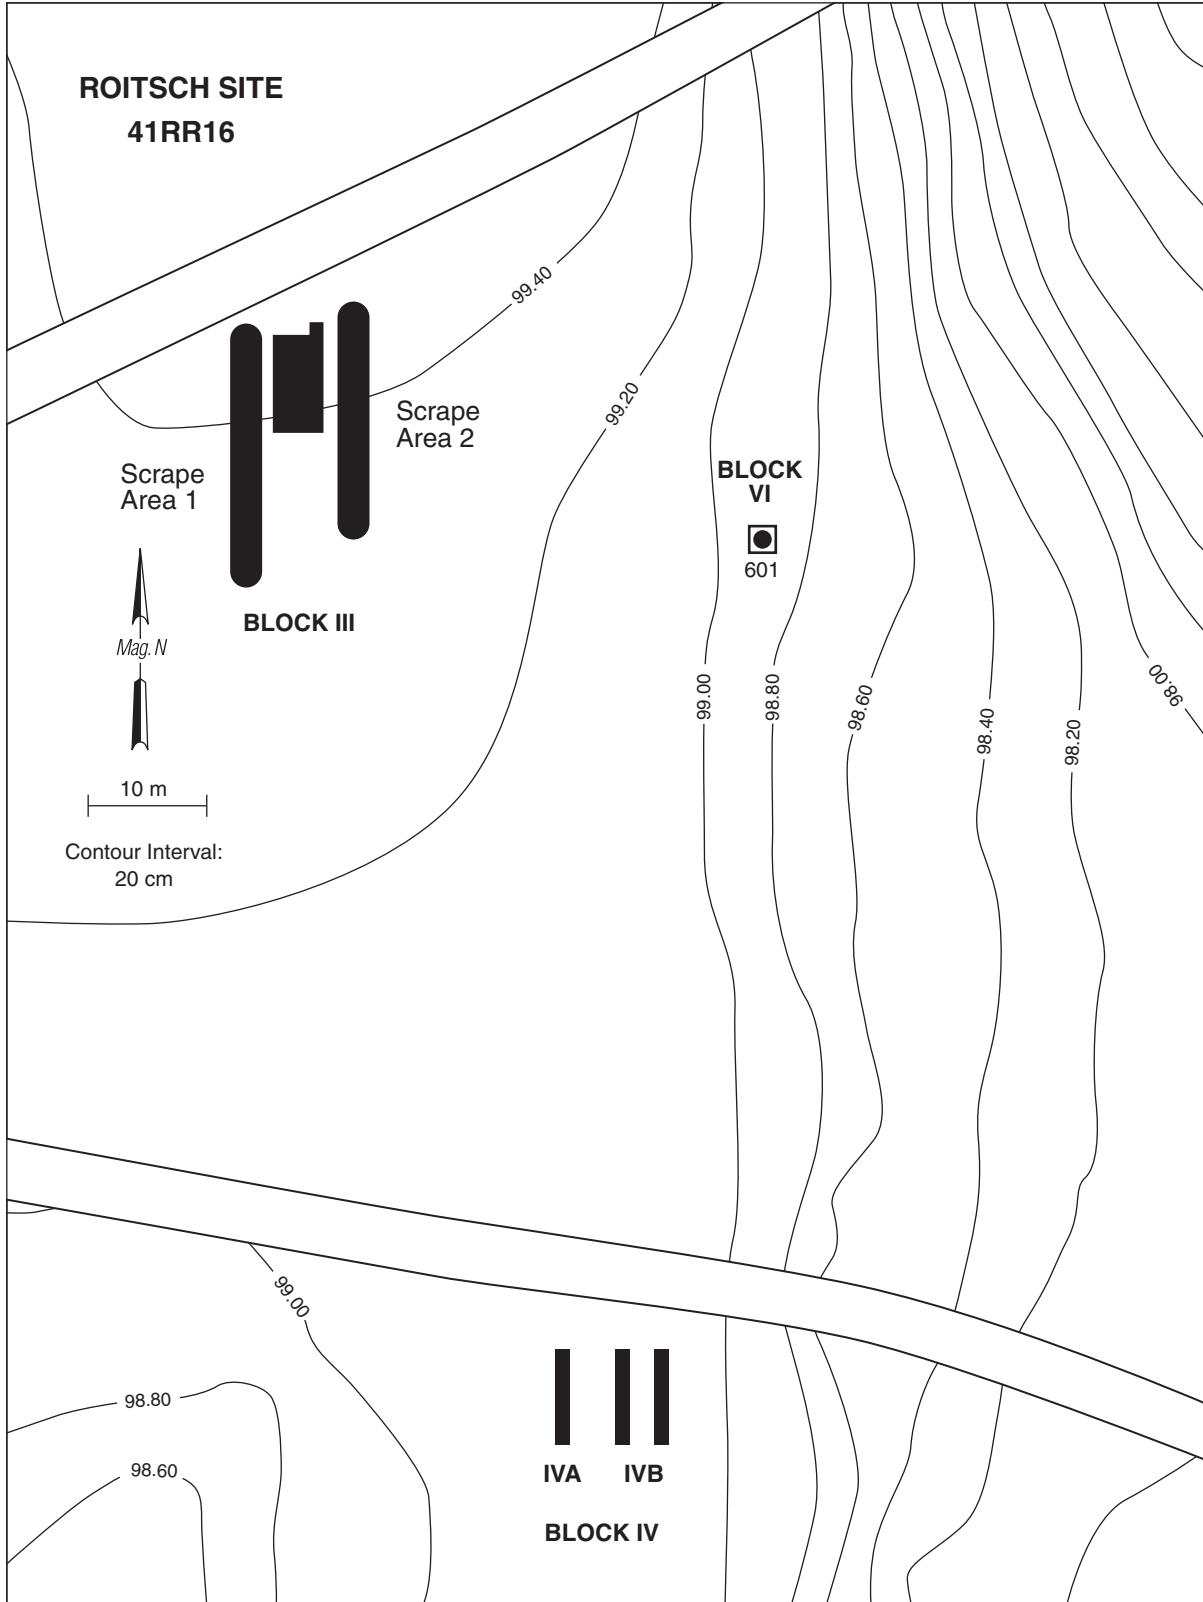 ROITSCH SITE
41RR16
99.40
99.20
Scrape
Area 2
Scrape
Area 1
BLOCK
VI
601
BLOCK III
Mag. N
99.00
98.80
98.60
98.40
98.20
98.00
10 m
Contour Interval:
20 cm
99.00
98.80
98.60
IVA
IVB
BLOCK IV